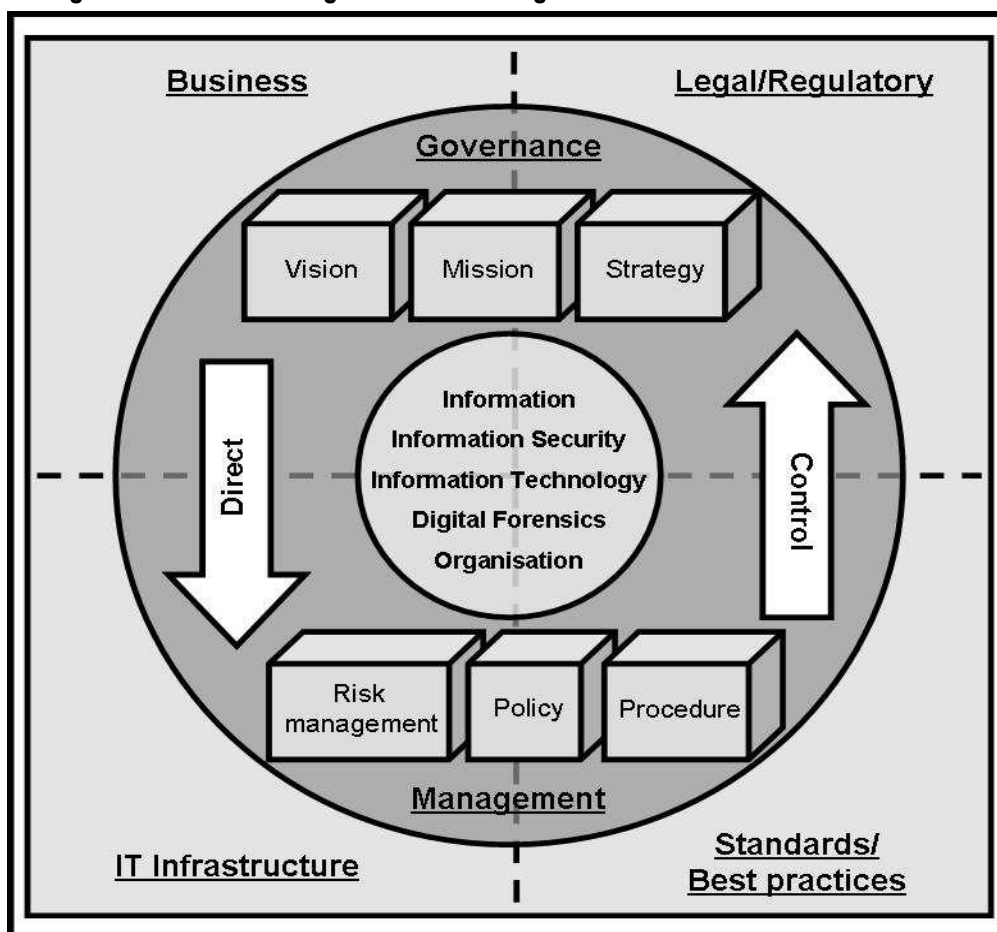 Business
Legal/Regulatory
Governance
Vision
Mission
Strategy
Direct
Information
Information Security
Information Technology
Digital Forensics
Organisation
Control
Risk
management
Policy
Procedure
Management
IT Infrastructure
Standards/
Best practices